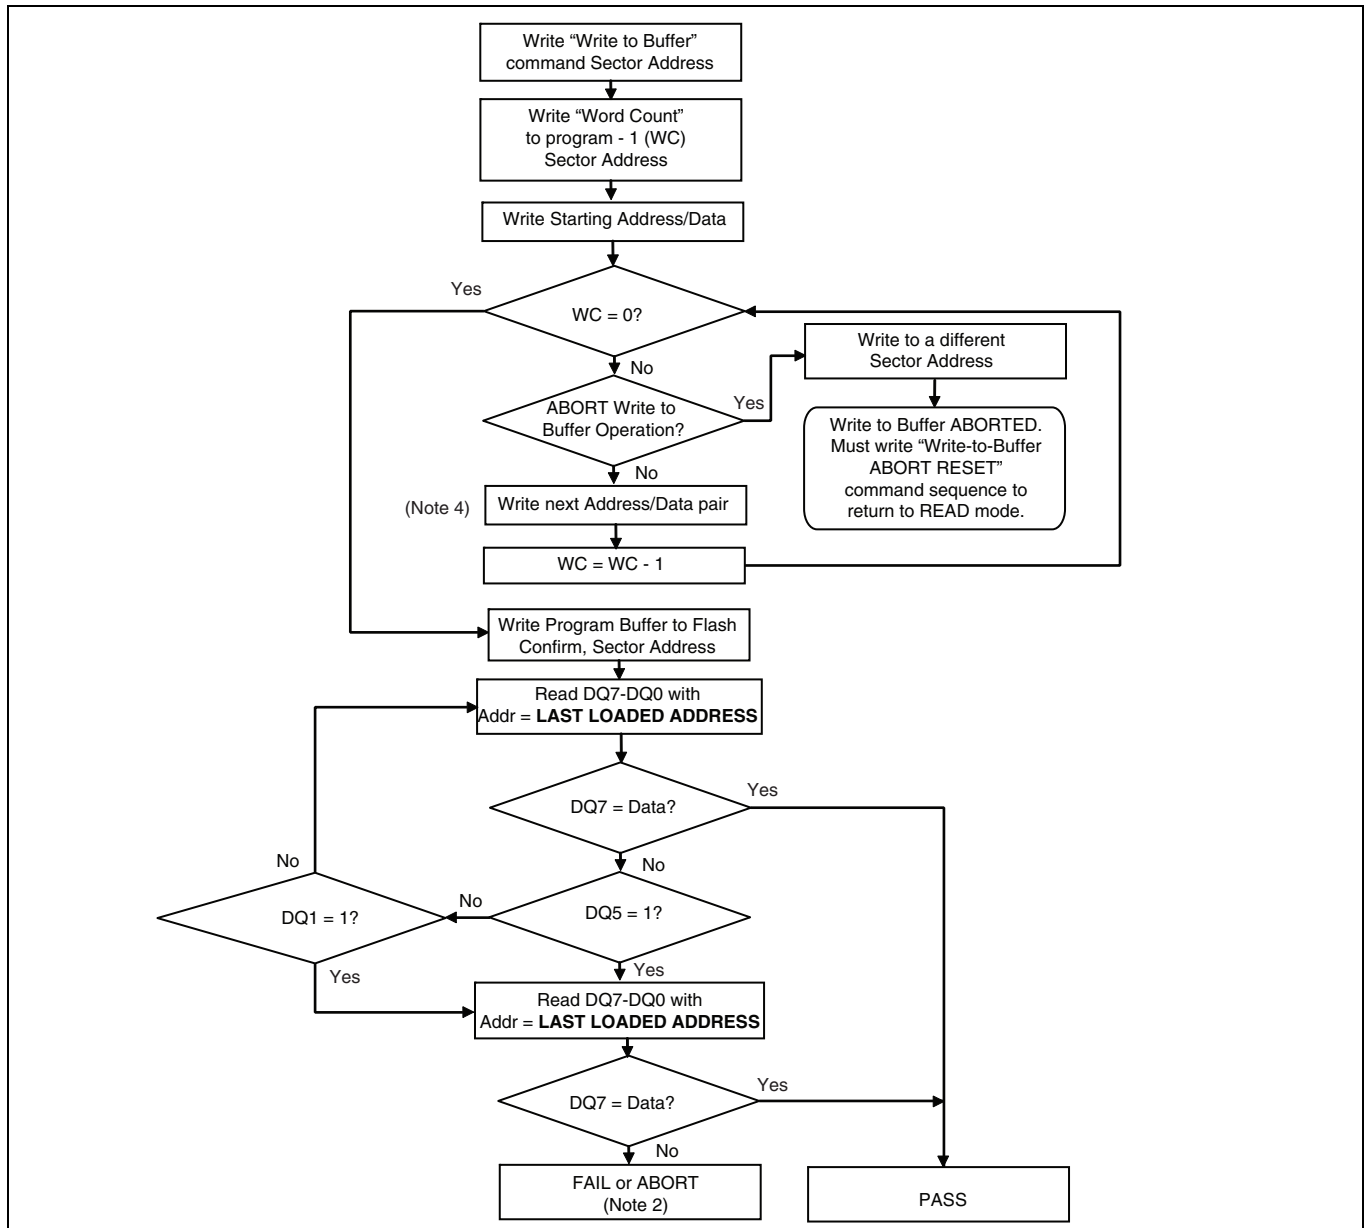 Write “Write to Buffer”
command Sector Address
Write “Word Count”
to program - 1 (WC)
Sector Address
Write Starting Address/Data
Yes
WC = 0?
No
Write to a different
Sector Address
ABORT Write to
Buffer Operation?
Yes
Write to Buffer ABORTED.
Must write “Write-to-Buffer
ABORT RESET”
command sequence to
return to READ mode.
No
(Note 4)
Write next Address/Data pair
WC = WC - 1
Write Program Buffer to Flash
Confirm, Sector Address
Read DQ7-DQ0 with
Addr = LAST LOADED ADDRESS
DQ7 = Data?
Yes
No
No
DQ1 = 1?
No
DQ5 = 1?
Yes
Yes
Read DQ7-DQ0 with
Addr = LAST LOADED ADDRESS
DQ7 = Data?
Yes
No
FAIL or ABORT
(Note 2)
PASS